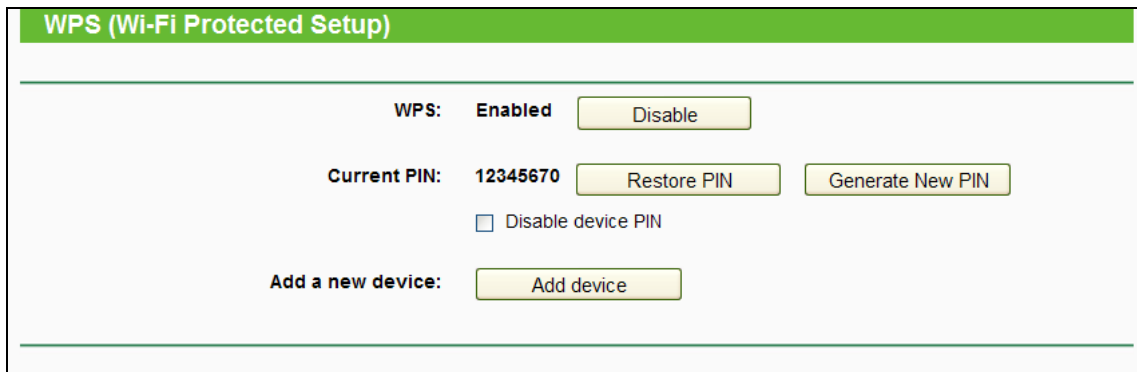 WPS (Wi-Fi Protected Setup)
WPS: Enabled Disable
Current PIN: 12345670 Restore PIN Generate New PIN
Disable device PIN
Add a new device: Add device